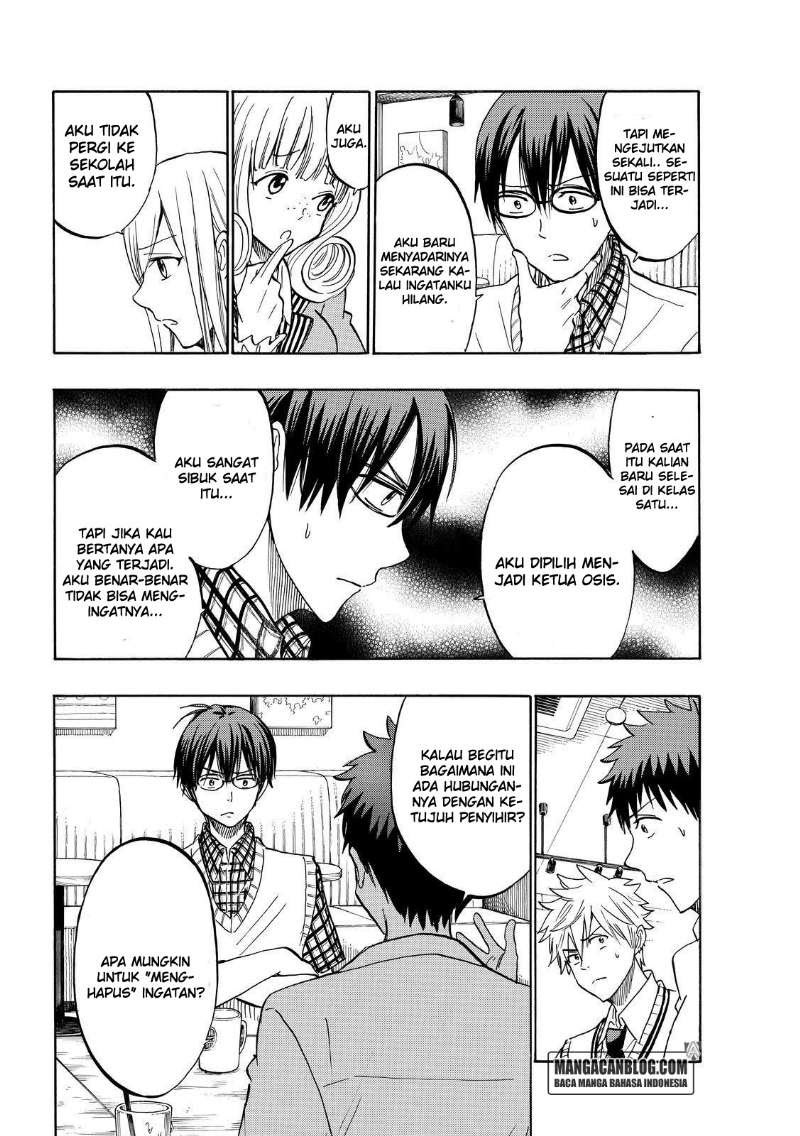 TAPI ME-
NGEJUTKAN
SEKALI.. SE-
SUATU SEPERTI
INI BISA TER-
JADI...
AKU BARU
MENYADARINYA
SEKARANG KA-
LAU INGATANKU
HILANG.
AKU
JUGA.
AKU TIDAK
PERGI KE
SEKOLAH
SAAT ITU.
PADA SAAT
ITU KALIAN
BARU SELE-
SAI DI KELAS
SATU...
AKU DIPILIH MEN-
JADI KETUA OSIS.
AKU SANGAT
SIBUK SAAT
ITU...
TAPI JIKA KAU
BERTANYA APA
YANG TERJADI.
AKU BENAR-BENAR
TIDAK BISA MENG-
INGATNYA...
KALAU BEGITU
BAGAIMANA INI
ADA HUBUNGAN-
NYA DENGAN KE-
TUJUH PENYIHIR?
APA MUNGKIN
UNTUK "MENG-
HAPUS" INGATAN?
MANGACANBLOG.COM
BACA MANGA BAHASA INDONESIA